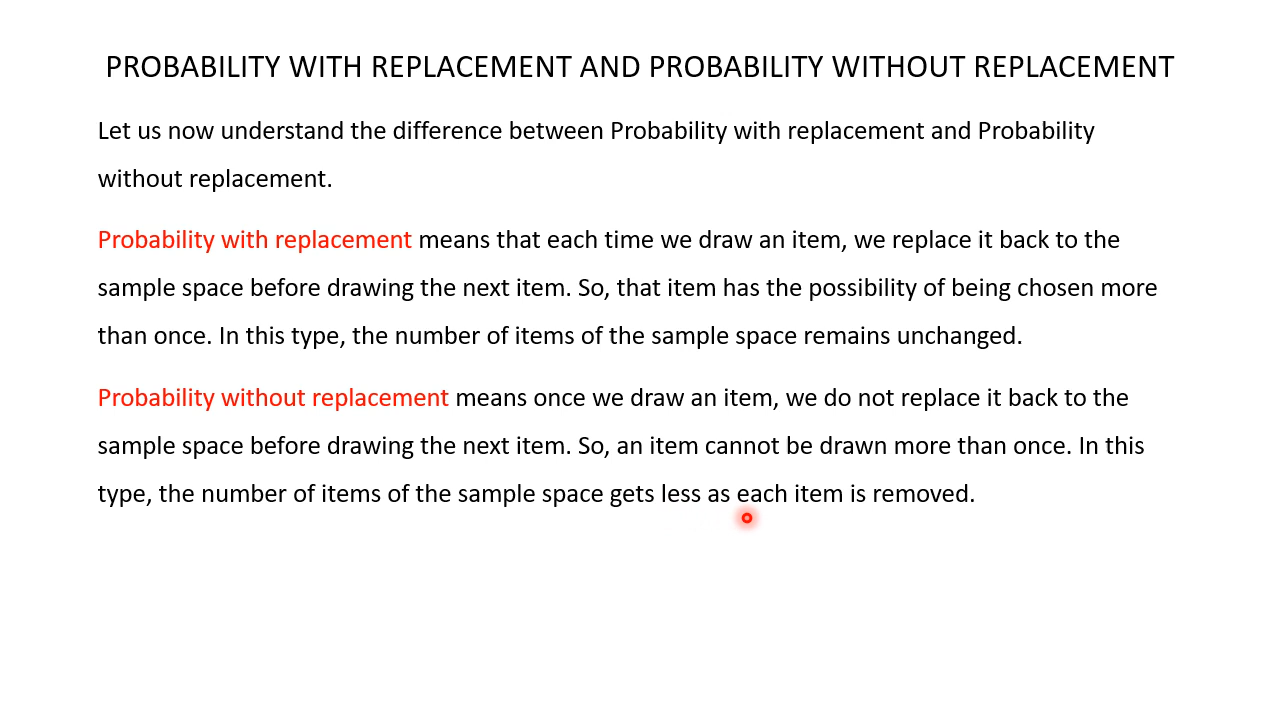 PROBABILITY WITH REPLACEMENT AND PROBABILITY WITHOUT REPLACEMENT
Let us now understand the difference between Probability with replacement and Probability
without replacement.
Probability with replacement means that each time we draw an item, we replace it back to the
sample space before drawing the next item. So, that item has the possibility of being chosen more
than once. In this type, the number of items of the sample space remains unchanged.
Probability without replacement means once we draw an item, we do not replace it back to the
sample space before drawing the next item. So, an item cannot be drawn more than once. In this
type, the number of items of the sample space gets less as each item is removed.